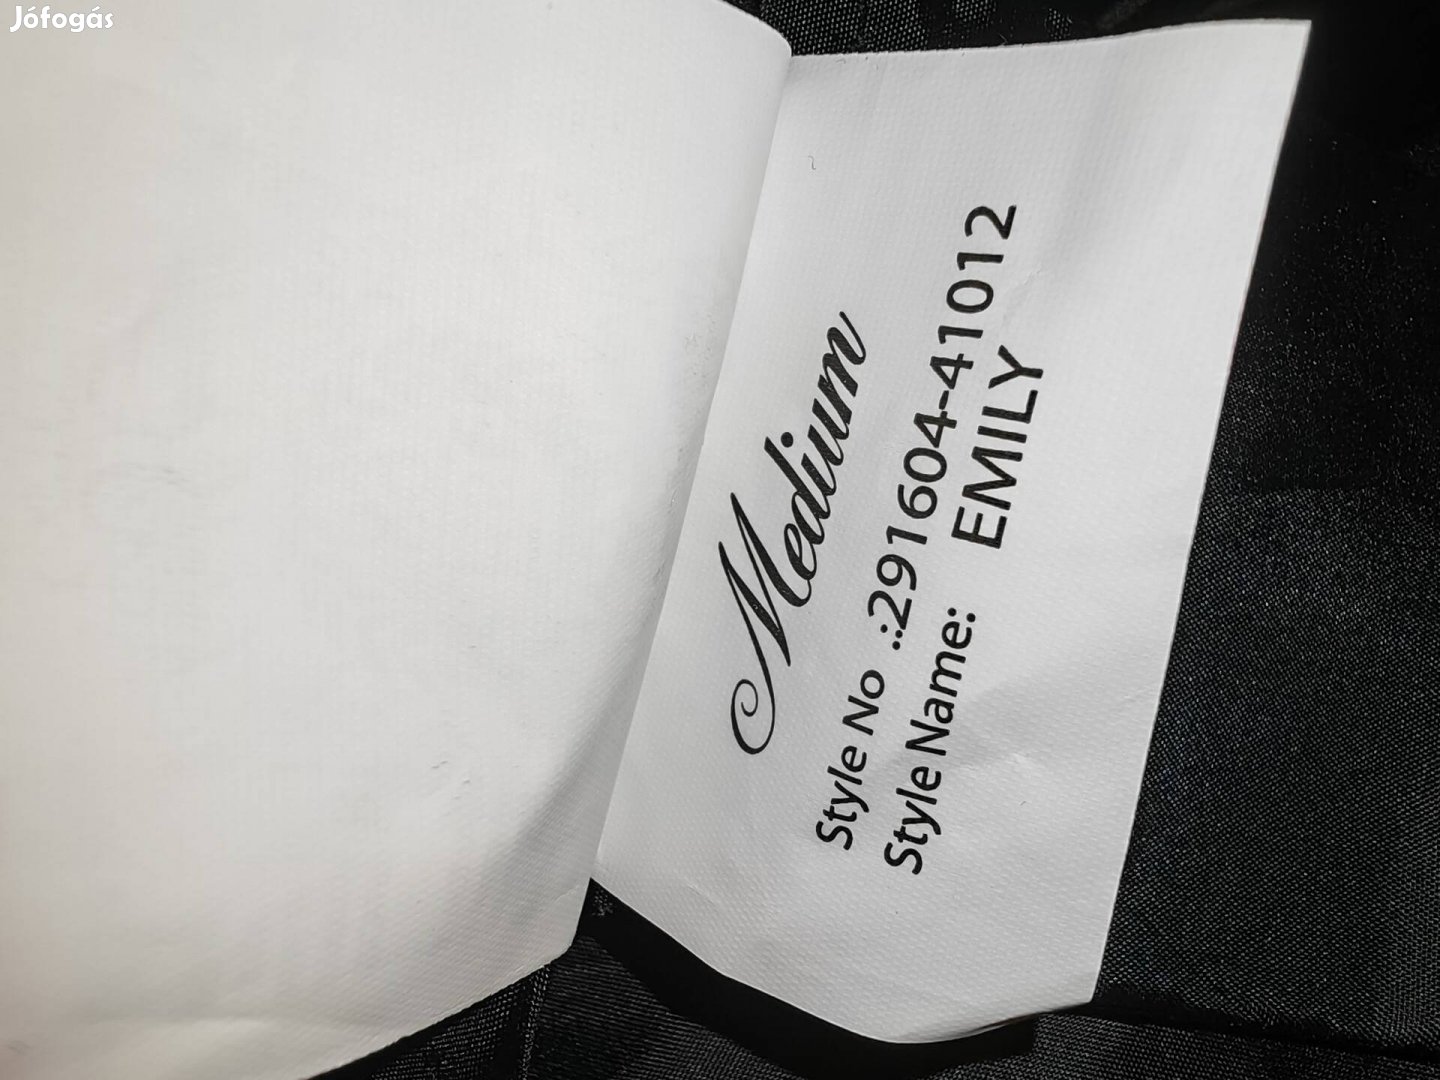 Jófogás
Medium
Style No .:291604-41012
Style Name: EMILY